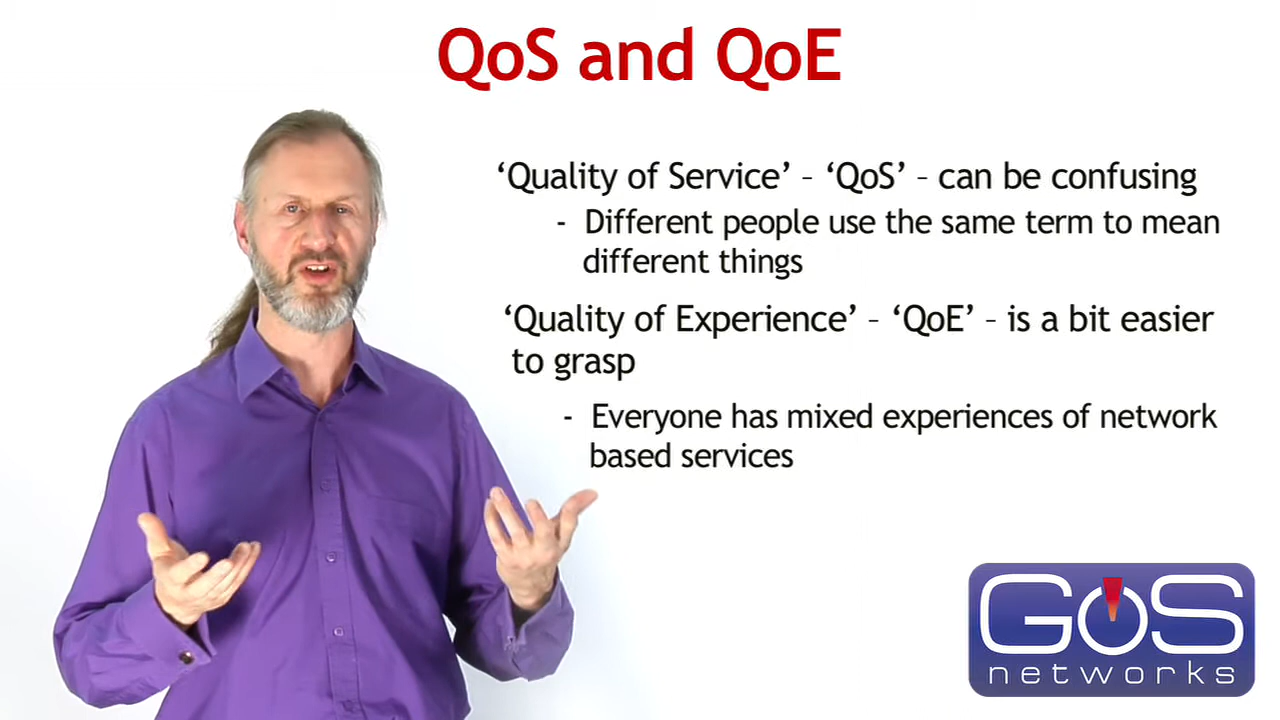 QoS and QoE
‘Quality of Service’ – ‘QoS’ – can be confusing
- Different people use the same term to mean
different things
‘Quality of Experience’ – ‘QoE’ – is a bit easier
to grasp
- Everyone has mixed experiences of network
based services
GoS
networks